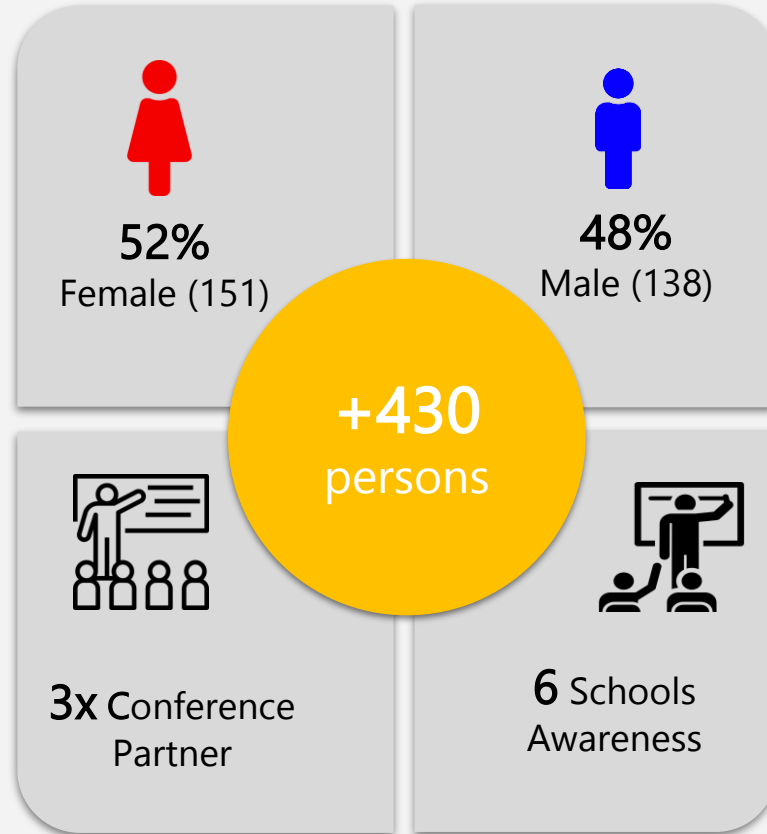 52%
Female (151)
48%
Male (138)
+430
persons
3x Conference
Partner
6 Schools
Awareness